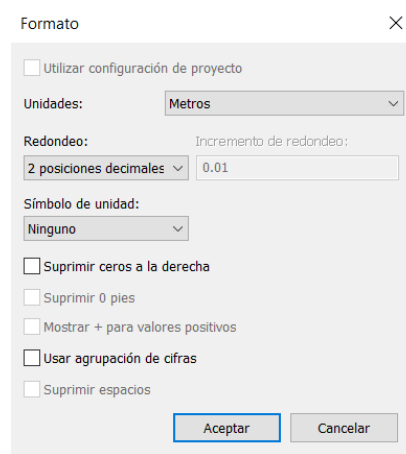 Formato
Utilizar configuración de proyecto
Unidades: Metros
Redondeo: Incremento de redondeo:
2 posiciones decimales 0.01
Símbolo de unidad:
Ninguno
Suprimir ceros a la derecha
Suprimir 0 pies
Mostrar + para valores positivos
Usar agrupación de cifras
Suprimir espacios
Aceptar Cancelar